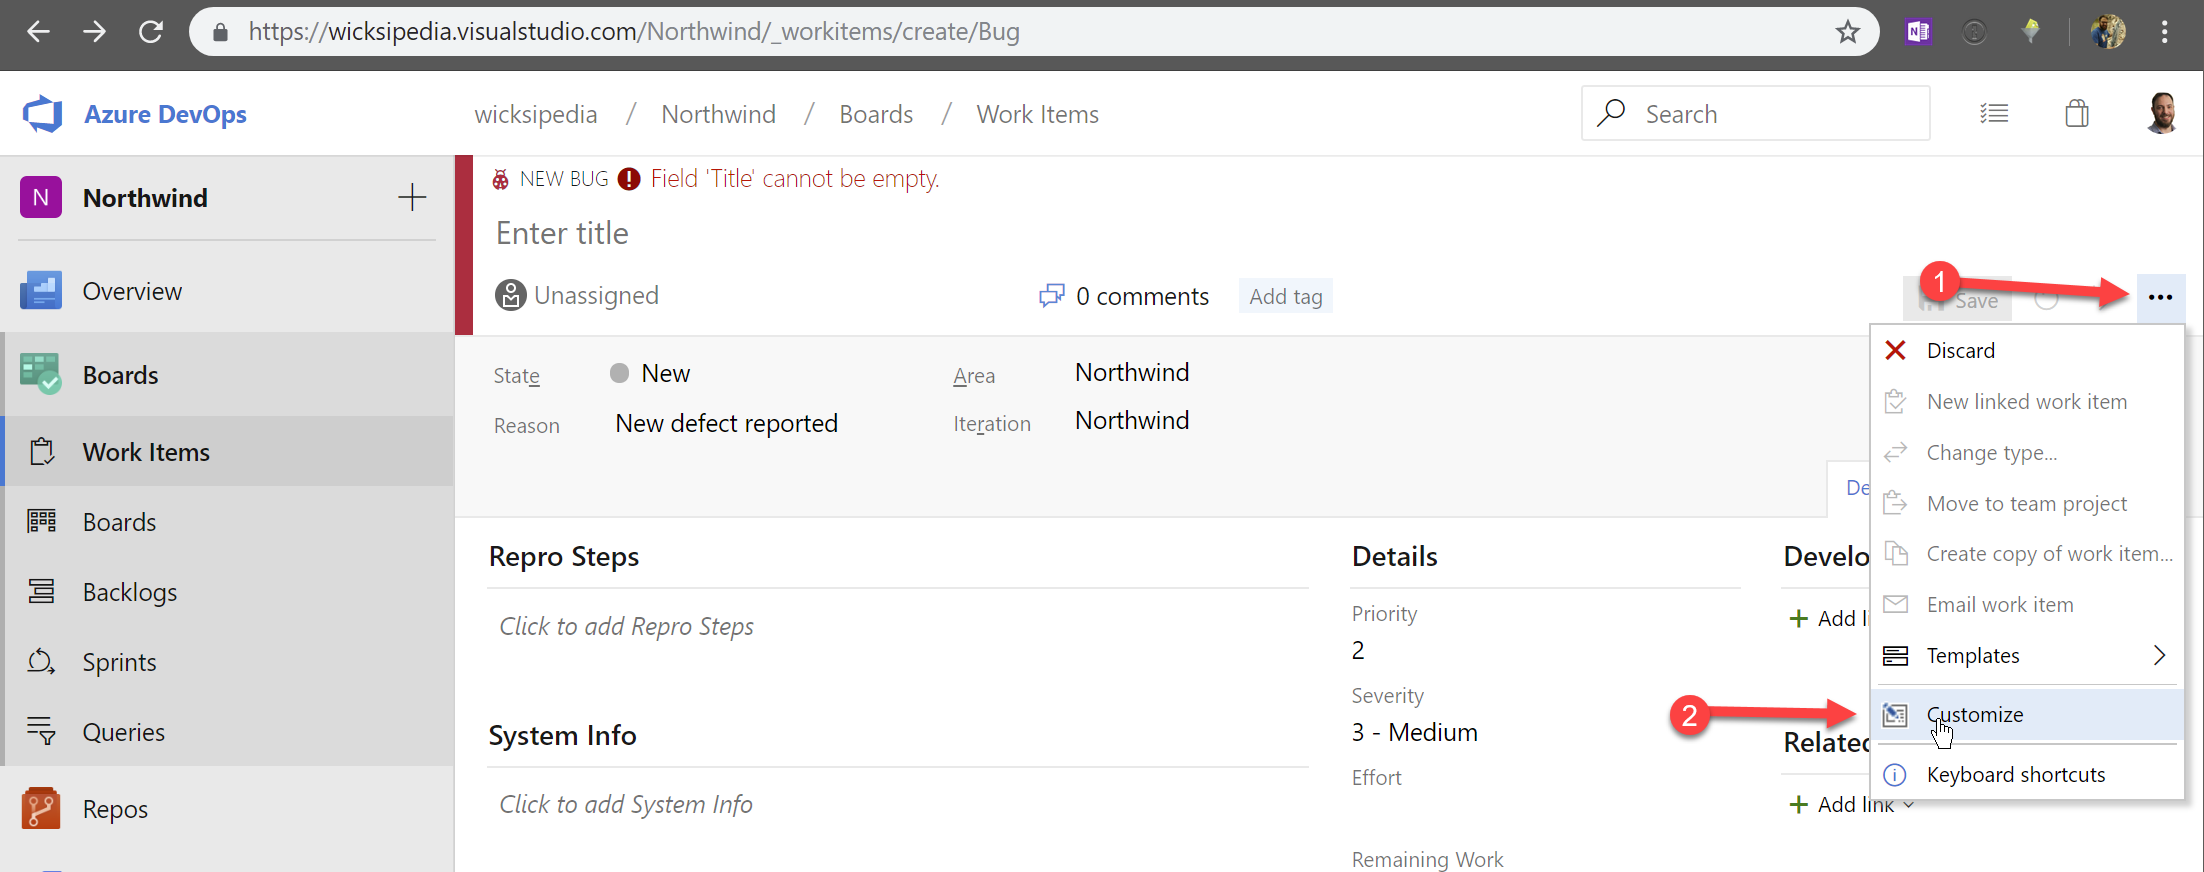 https://wicksipedia.visualstudio.com/Northwind/_workitems/create/Bug
Azure DevOps
wicksipedia / Northwind / Boards / Work Items
Search
N Northwind
Overview
Boards
Work Items
Boards
Backlogs
Sprints
Queries
Repos
NEW BUG Field 'Title' cannot be empty.
Enter title
Unassigned
0 comments
Add tag
Save
1
State New
Area Northwind
Reason New defect reported
Iteration Northwind
De
Repro Steps
Click to add Repro Steps
System Info
Click to add System Info
Details
Priority
2
Severity
3 - Medium
Effort
Remaining Work
Develo
Add l
Related
Add link
Discard
New linked work item
Change type...
Move to team project
Create copy of work item...
Email work item
Templates
2
Customize
Keyboard shortcuts